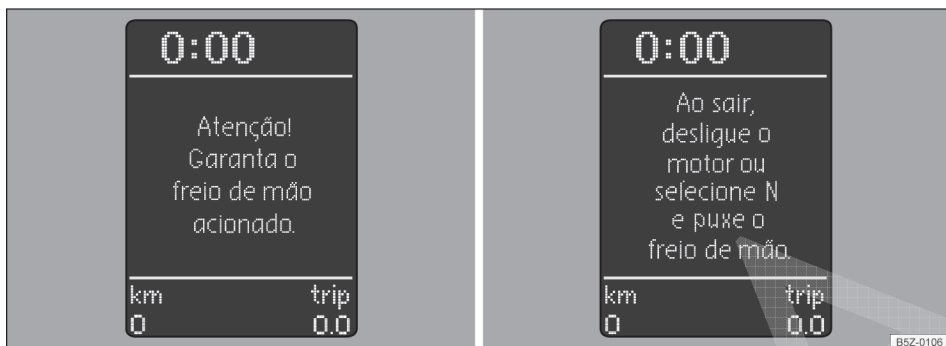 0:00
Atenção!
Garanta o
freio de mão
acionado.
km trip
0 0.0
0:00
Ao sair,
desligue o
motor ou
selecione N
e puxe o
freio de mão.
km trip
0 0.0
B5Z-0106